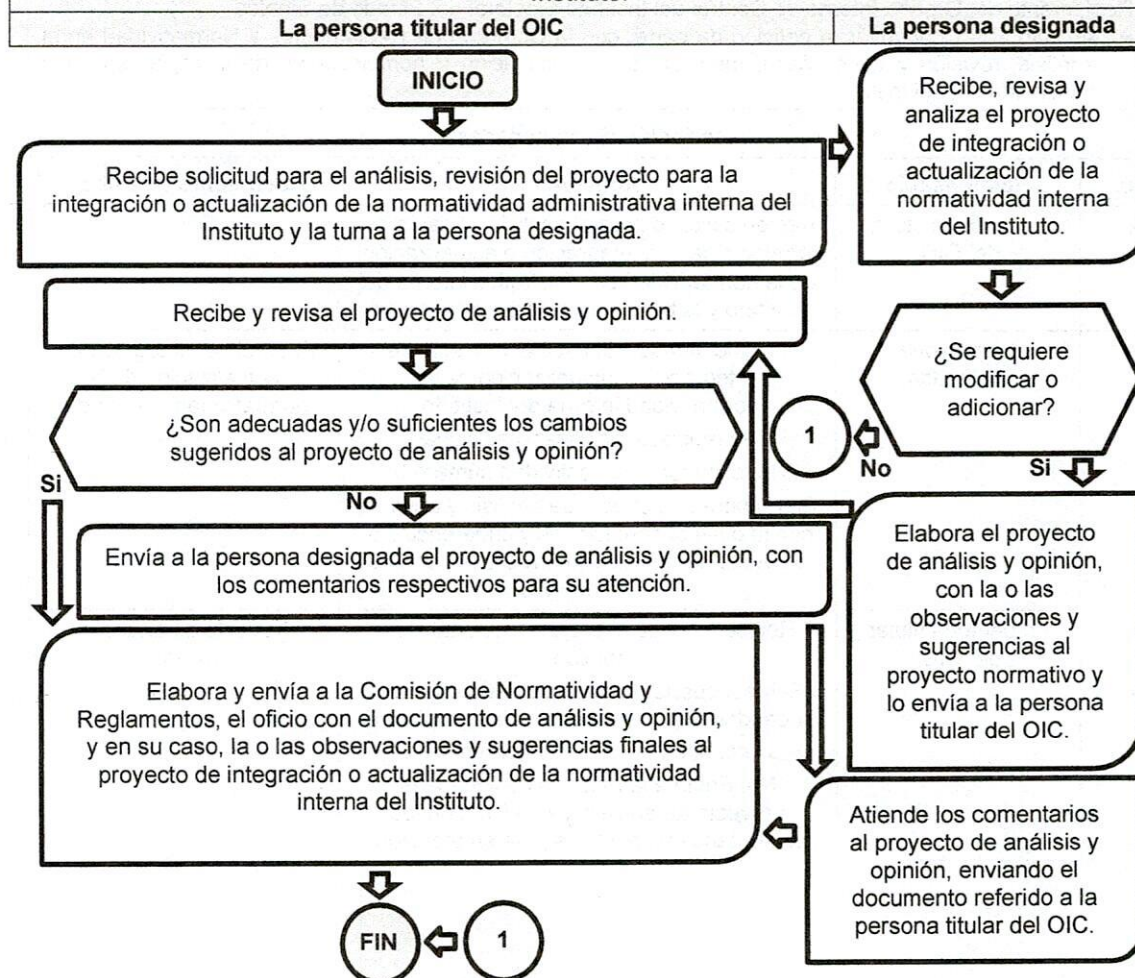 Instituto.
La persona titular del OIC
La persona designada
INICIO
Recibe solicitud para el análisis, revisión del proyecto para la
integración o actualización de la normatividad administrativa interna del
Instituto y la turna a la persona designada.
Recibe, revisa y
analiza el proyecto
de integración o
actualización de la
normatividad interna
del Instituto.
Recibe y revisa el proyecto de análisis y opinión.
¿Se requiere
modificar o
adicionar?
1
No
Si
¿Son adecuadas y/o suficientes los cambios
sugeridos al proyecto de análisis y opinión?
Si
No
Elabora el proyecto
de análisis y opinión,
con la o las
observaciones y
sugerencias al
proyecto normativo y
lo envía a la persona
titular del OIC.
Envía a la persona designada el proyecto de análisis y opinión, con
los comentarios respectivos para su atención.
Elabora y envía a la Comisión de Normatividad y
Reglamentos, el oficio con el documento de análisis y opinión,
y en su caso, la o las observaciones y sugerencias finales al
proyecto de integración o actualización de la normatividad
interna del Instituto.
Atiende los comentarios
al proyecto de análisis y
opinión, enviando el
documento referido a la
persona titular del OIC.
FIN
1